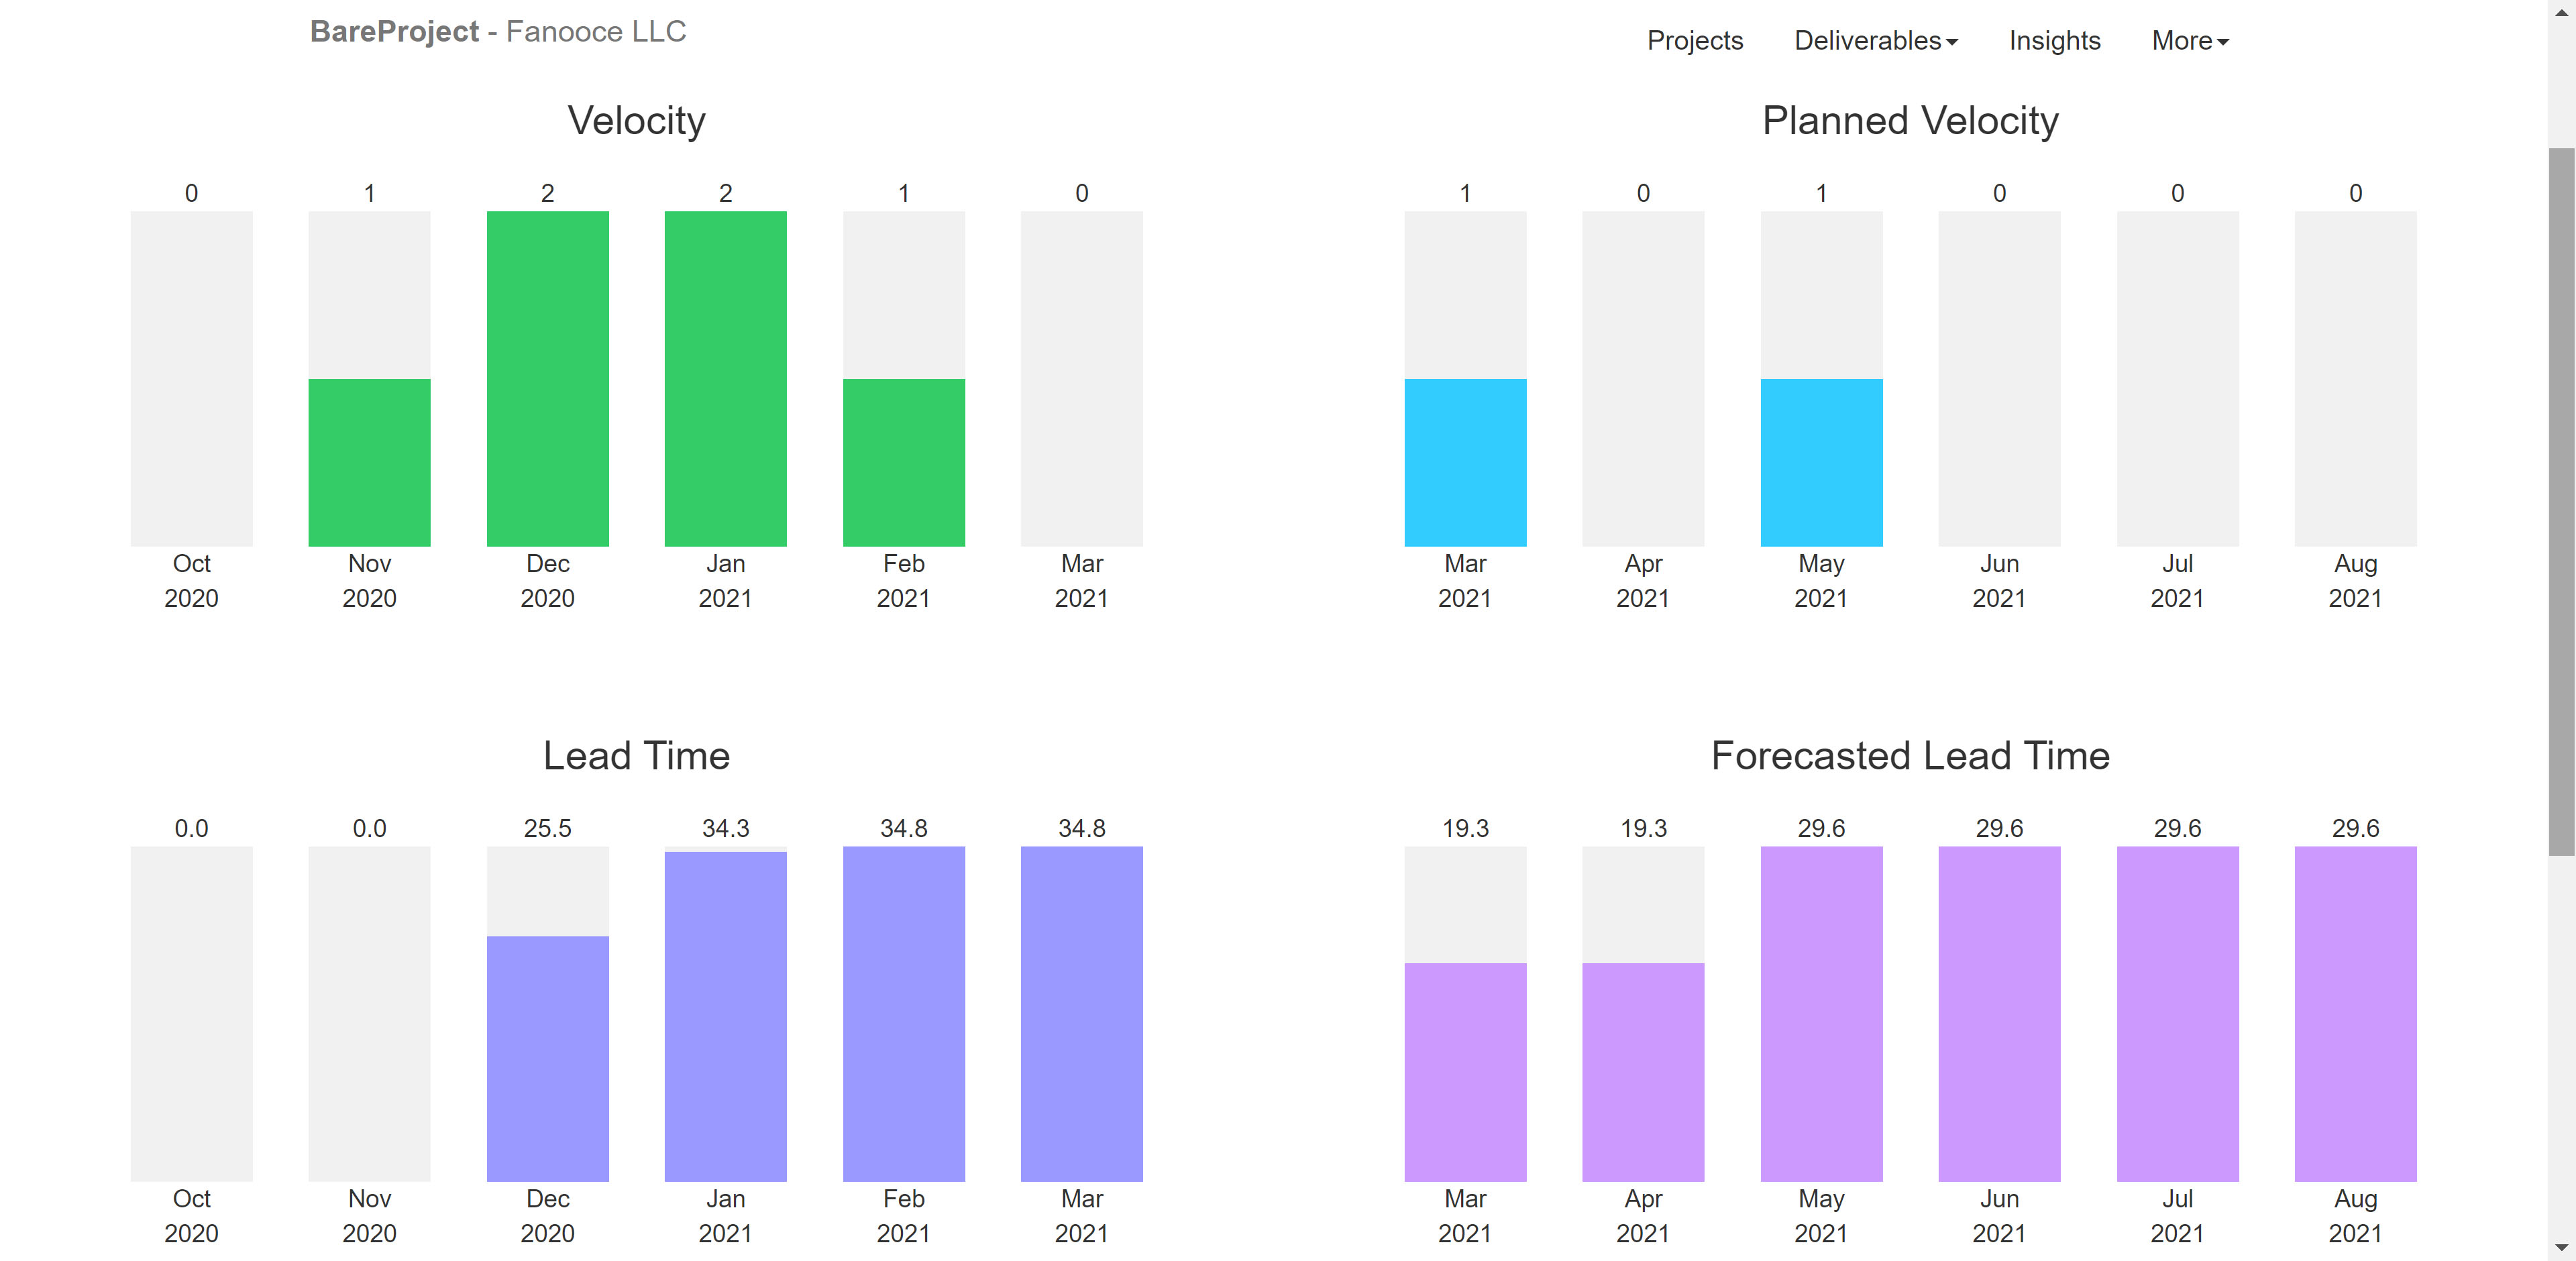 BareProject - Fanooce LLC
Projects Deliverables Insights More
Velocity
0 1 2 2 1 0
Oct Nov Dec Jan Feb Mar
2020 2020 2020 2021 2021 2021
Planned Velocity
1 0 1 0 0 0
Mar Apr May Jun Jul Aug
2021 2021 2021 2021 2021 2021
Lead Time
0.0 0.0 25.5 34.3 34.8 34.8
Oct Nov Dec Jan Feb Mar
2020 2020 2020 2021 2021 2021
Forecasted Lead Time
19.3 19.3 29.6 29.6 29.6 29.6
Mar Apr May Jun Jul Aug
2021 2021 2021 2021 2021 2021